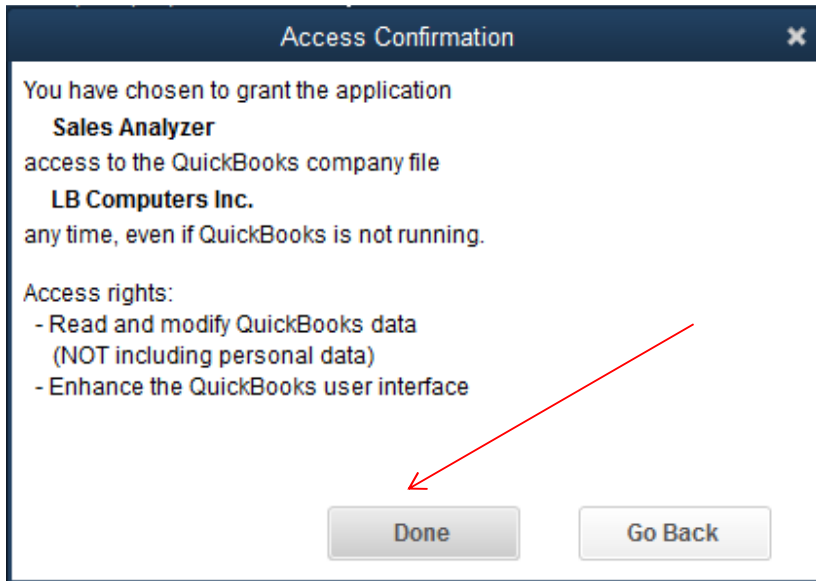 Access Confirmation
You have chosen to grant the application
Sales Analyzer
access to the QuickBooks company file
LB Computers Inc.
any time, even if QuickBooks is not running.
Access rights:
- Read and modify QuickBooks data
(NOT including personal data)
- Enhance the QuickBooks user interface
Done Go Back